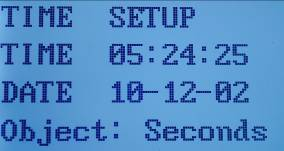 TIME SETUP
TIME 05:24:25
DATE 10-12-02
Object: Seconds